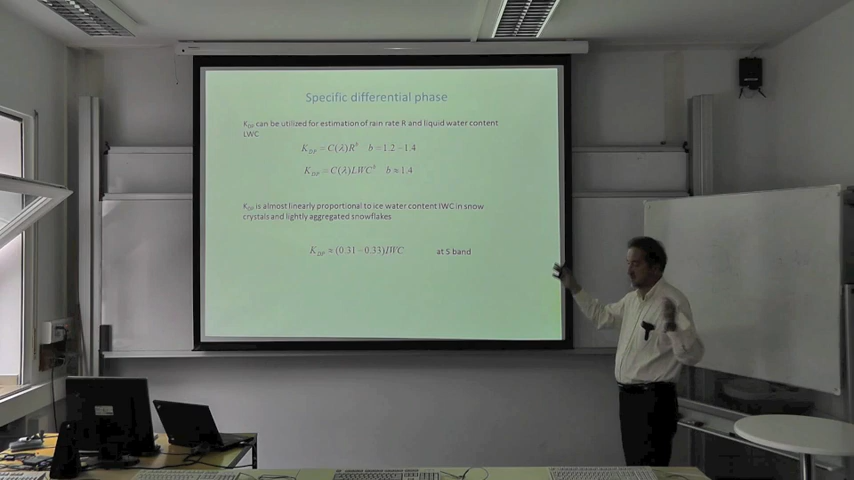 Specific differential phase
K_DP can be utilized for estimation of rain rate R and liquid water content
LWC
K_DP = C(λ)R^b b = 1.2 − 1.4
K_DP = C(λ)LWC^b b ≈ 1.4
K_DP is almost linearly proportional to ice water content IWC in snow
crystals and lightly aggregated snowflakes
K_DP ≈ (0.31 − 0.33)IWC at S band